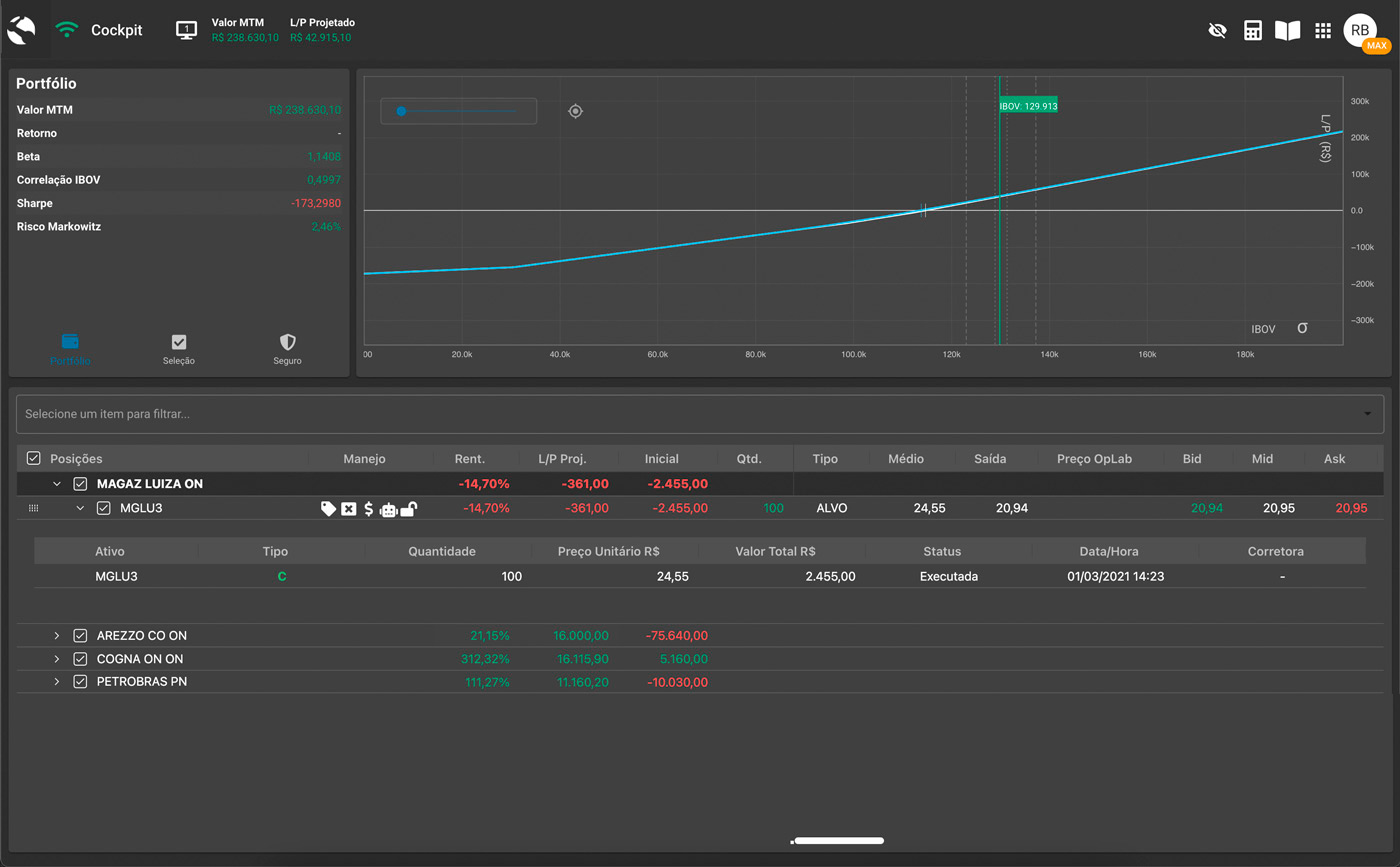 Cockpit
1
Valor MTM L/P Projetado
R$ 238.630,10 R$ 42.915,10
RB
MAX
Portfólio
Valor MTM R$ 238.630,10
Retorno -
Beta 1,1408
Correlação IBOV 0,4997
Sharpe -173,2980
Risco Markowitz 2,46%
Portfólio Seleção Seguro
IBOV: 129.913
L/P (R$)
300k
200k
100k
0.0
−100k
−200k
−300k
IBOV σ
00 20.0k 40.0k 60.0k 80.0k 100.0k 120k 140k 160k 180k
Selecione um item para filtrar...
Posições Manejo Rent. L/P Proj. Inicial Qtd. Tipo Médio Saída Preço OpLab Bid Mid Ask
MAGAZ LUIZA ON -14,70% -361,00 -2.455,00
MGLU3 $ -14,70% -361,00 -2.455,00 100 ALVO 24,55 20,94 20,94 20,95 20,95
Ativo Tipo Quantidade Preço Unitário R$ Valor Total R$ Status Data/Hora Corretora
MGLU3 C 100 24,55 2.455,00 Executada 01/03/2021 14:23 -
AREZZO CO ON 21,15% 16.000,00 -75.640,00
COGNA ON ON 312,32% 16.115,90 5.160,00
PETROBRAS PN 111,27% 11.160,20 -10.030,00